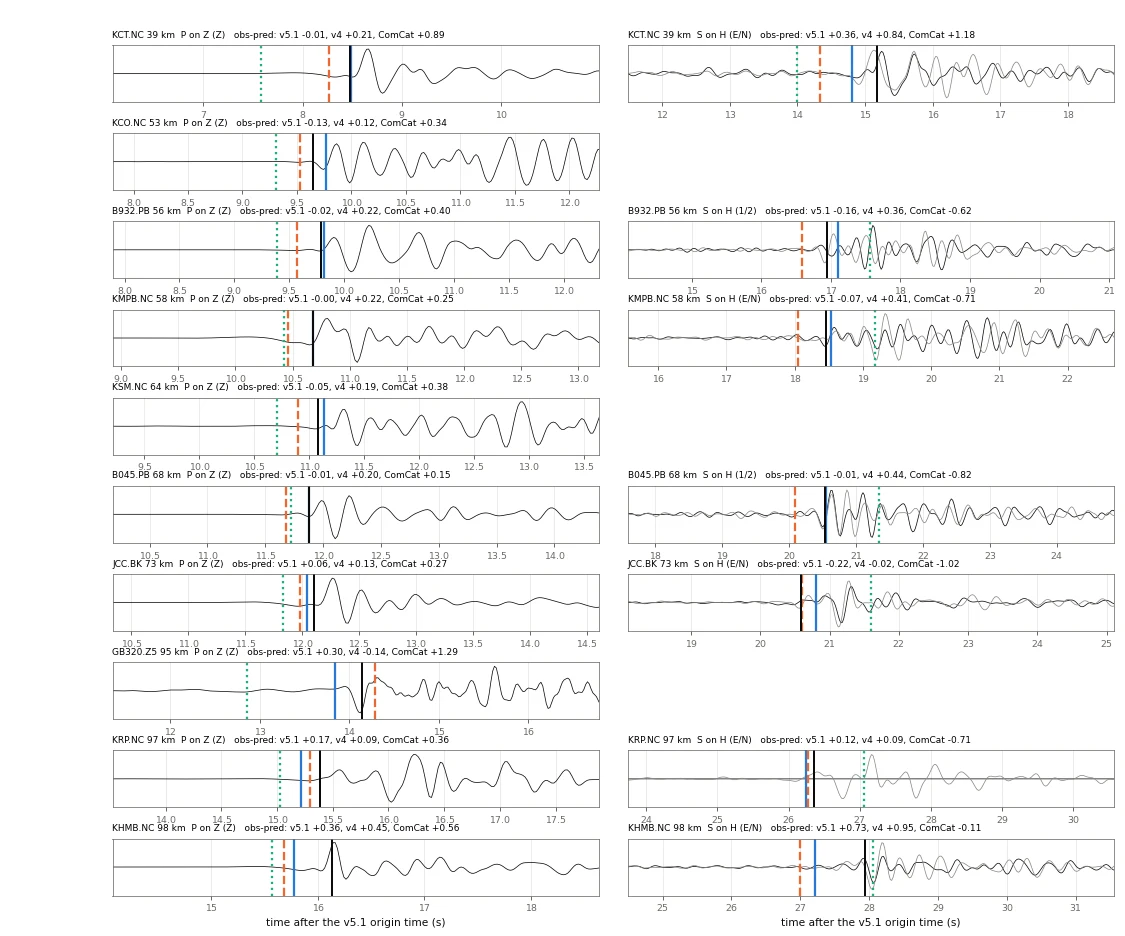 KCT.NC 39 km  P on Z (Z)   obs-pred: v5.1 -0.01, v4 +0.21, ComCat +0.89
7 8 9 10
KCT.NC 39 km  S on H (E/N)   obs-pred: v5.1 +0.36, v4 +0.84, ComCat +1.18
12 13 14 15 16 17 18
KCO.NC 53 km  P on Z (Z)   obs-pred: v5.1 -0.13, v4 +0.12, ComCat +0.34
8.0 8.5 9.0 9.5 10.0 10.5 11.0 11.5 12.0
B932.PB 56 km  P on Z (Z)   obs-pred: v5.1 -0.02, v4 +0.22, ComCat +0.40
8.0 8.5 9.0 9.5 10.0 10.5 11.0 11.5 12.0
B932.PB 56 km  S on H (1/2)   obs-pred: v5.1 -0.16, v4 +0.36, ComCat -0.62
15 16 17 18 19 20 21
KMPB.NC 58 km  P on Z (Z)   obs-pred: v5.1 -0.00, v4 +0.22, ComCat +0.25
9.0 9.5 10.0 10.5 11.0 11.5 12.0 12.5 13.0
KMPB.NC 58 km  S on H (E/N)   obs-pred: v5.1 -0.07, v4 +0.41, ComCat -0.71
16 17 18 19 20 21 22
KSM.NC 64 km  P on Z (Z)   obs-pred: v5.1 -0.05, v4 +0.19, ComCat +0.38
9.5 10.0 10.5 11.0 11.5 12.0 12.5 13.0 13.5
B045.PB 68 km  P on Z (Z)   obs-pred: v5.1 -0.01, v4 +0.20, ComCat +0.15
10.5 11.0 11.5 12.0 12.5 13.0 13.5 14.0
B045.PB 68 km  S on H (1/2)   obs-pred: v5.1 -0.01, v4 +0.44, ComCat -0.82
18 19 20 21 22 23 24
JCC.BK 73 km  P on Z (Z)   obs-pred: v5.1 +0.06, v4 +0.13, ComCat +0.27
10.5 11.0 11.5 12.0 12.5 13.0 13.5 14.0 14.5
JCC.BK 73 km  S on H (E/N)   obs-pred: v5.1 -0.22, v4 -0.02, ComCat -1.02
19 20 21 22 23 24 25
GB320.Z5 95 km  P on Z (Z)   obs-pred: v5.1 +0.30, v4 -0.14, ComCat +1.29
12 13 14 15 16
KRP.NC 97 km  P on Z (Z)   obs-pred: v5.1 +0.17, v4 +0.09, ComCat +0.36
14.0 14.5 15.0 15.5 16.0 16.5 17.0 17.5
KRP.NC 97 km  S on H (E/N)   obs-pred: v5.1 +0.12, v4 +0.09, ComCat -0.71
24 25 26 27 28 29 30
KHMB.NC 98 km  P on Z (Z)   obs-pred: v5.1 +0.36, v4 +0.45, ComCat +0.56
15 16 17 18
time after the v5.1 origin time (s)
KHMB.NC 98 km  S on H (E/N)   obs-pred: v5.1 +0.73, v4 +0.95, ComCat -0.11
25 26 27 28 29 30 31
time after the v5.1 origin time (s)